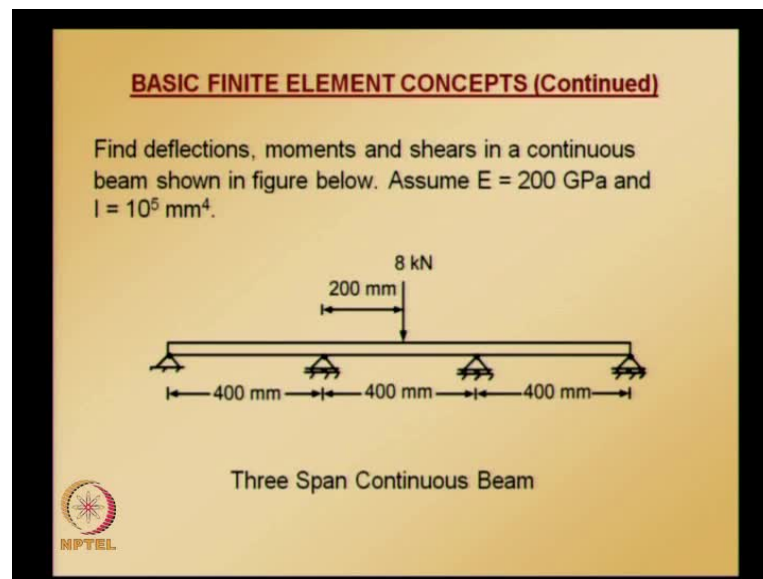 BASIC FINITE ELEMENT CONCEPTS (Continued)
Find deflections, moments and shears in a continuous
beam shown in figure below. Assume E = 200 GPa and
I = 10⁵ mm⁴.
8 kN
200 mm
400 mm
400 mm
400 mm
Three Span Continuous Beam
NPTEL